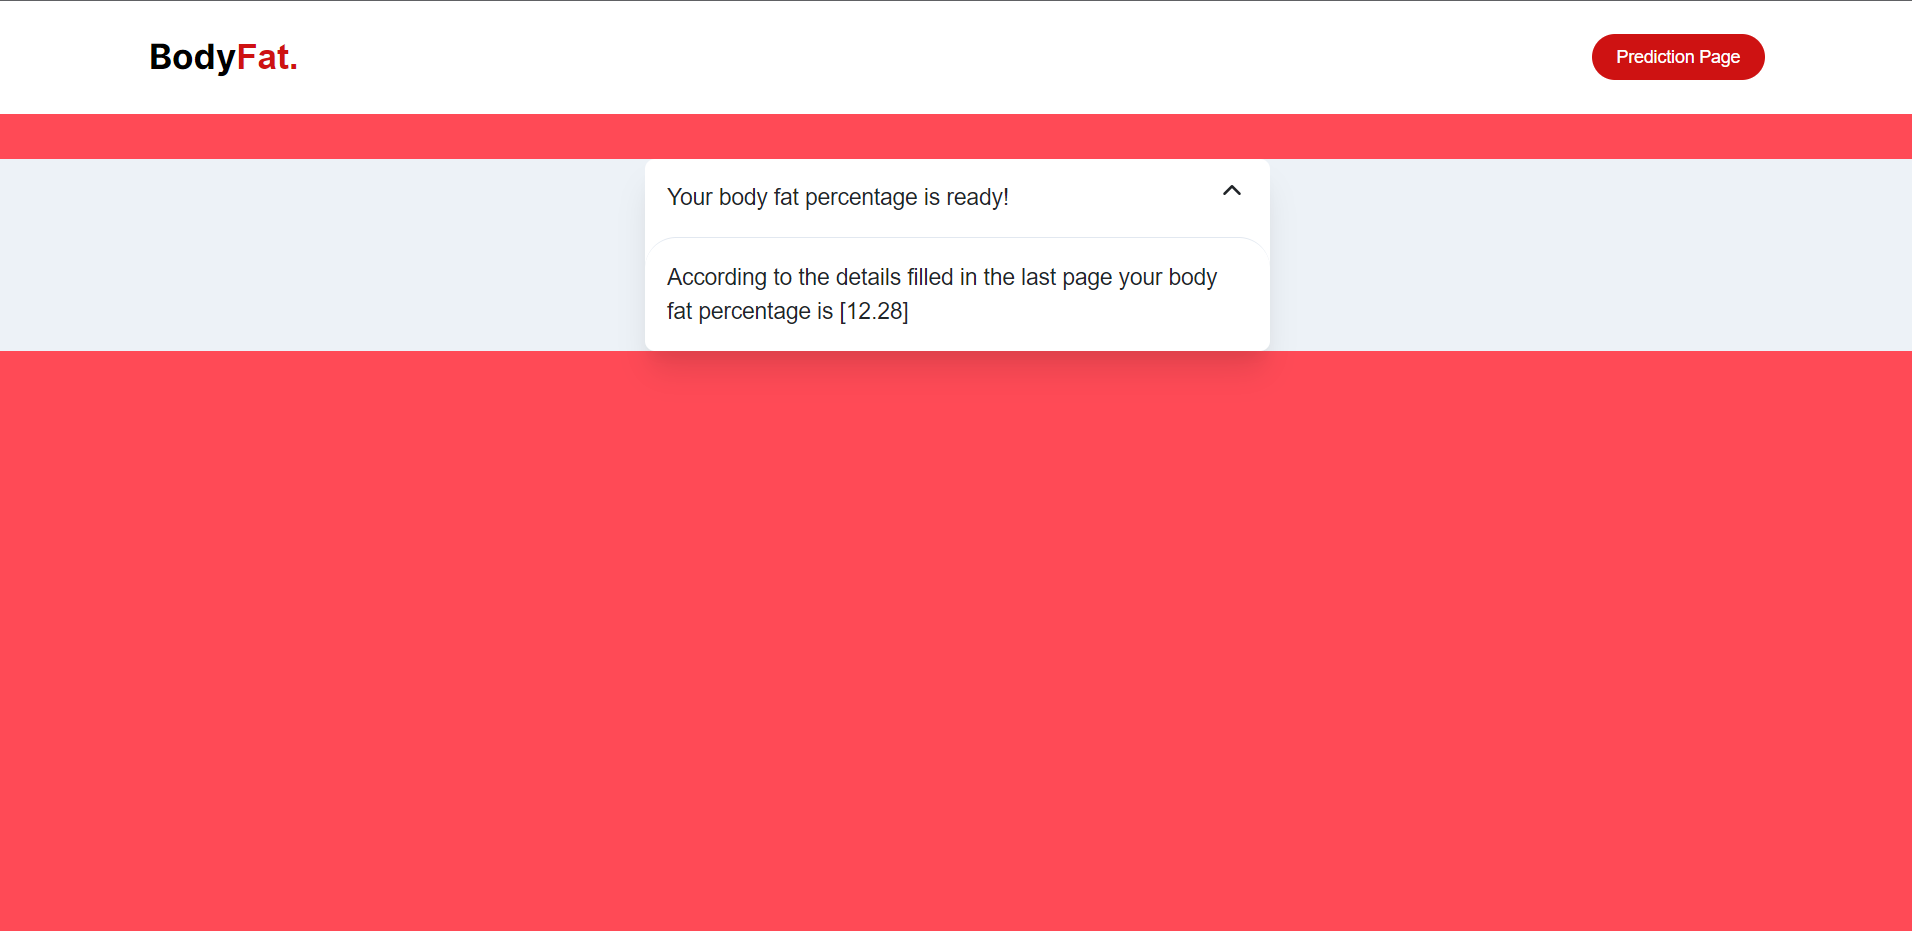 BodyFat.
Prediction Page
Your body fat percentage is ready!
According to the details filled in the last page your body
fat percentage is [12.28]